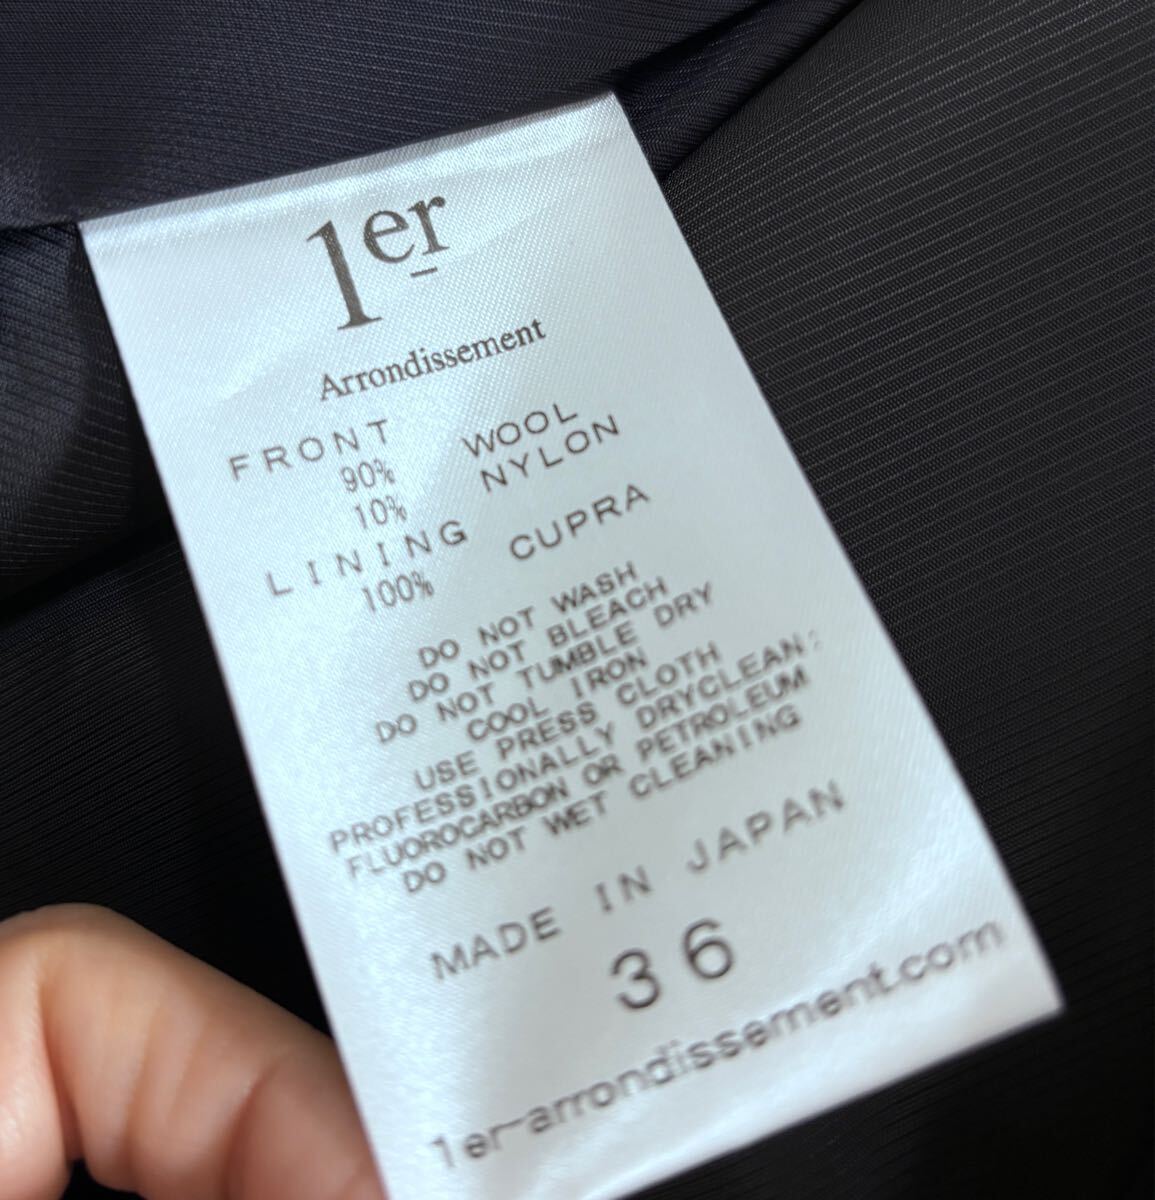 1er
Arrondissement
FRONT
90% WOOL
10% NYLON
LINING
100% CUPRA
DO NOT WASH
DO NOT BLEACH
DO NOT TUMBLE DRY
COOL IRON
USE PRESS CLOTH
PROFESSIONALLY DRYCLEAN:
FLUOROCARBON OR PETROLEUM
DO NOT WET CLEANING
MADE IN JAPAN
36
1er-arrondissement.com